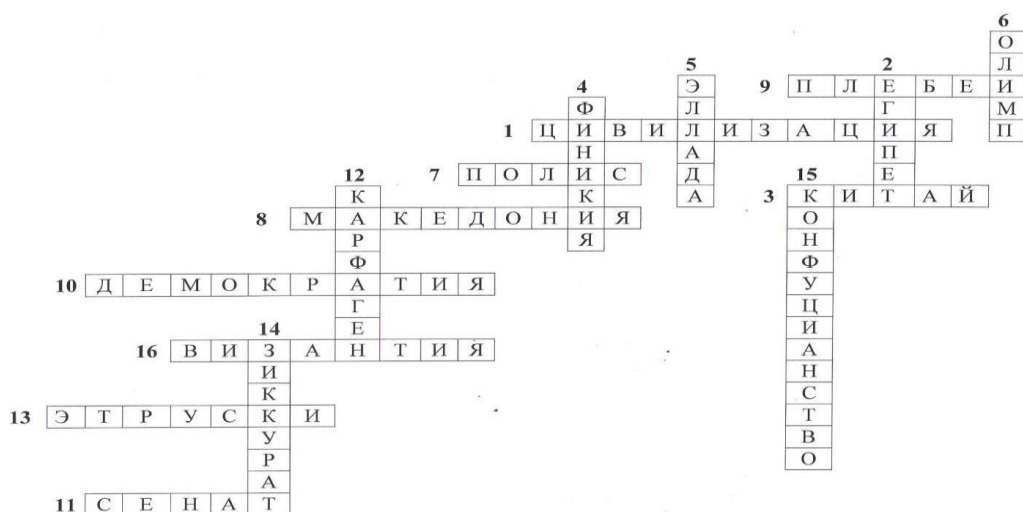 6 ОЛИМП
5 ЭЛЛАДА
2 ЕГИПЕТ
9 ПЛЕБЕИ
4 ФИНИКИЯ
1 ЦИВИЛИЗАЦИЯ
7 ПОЛИС
12 КАРФАГЕН
15 КОНФУЦИАНСТВО
3 КИТАЙ
8 МАКЕДОНИЯ
10 ДЕМОКРАТИЯ
14 ЗИККУРАТ
16 ВИЗАНТИЯ
13 ЭТРУСКИ
11 СЕНАТ